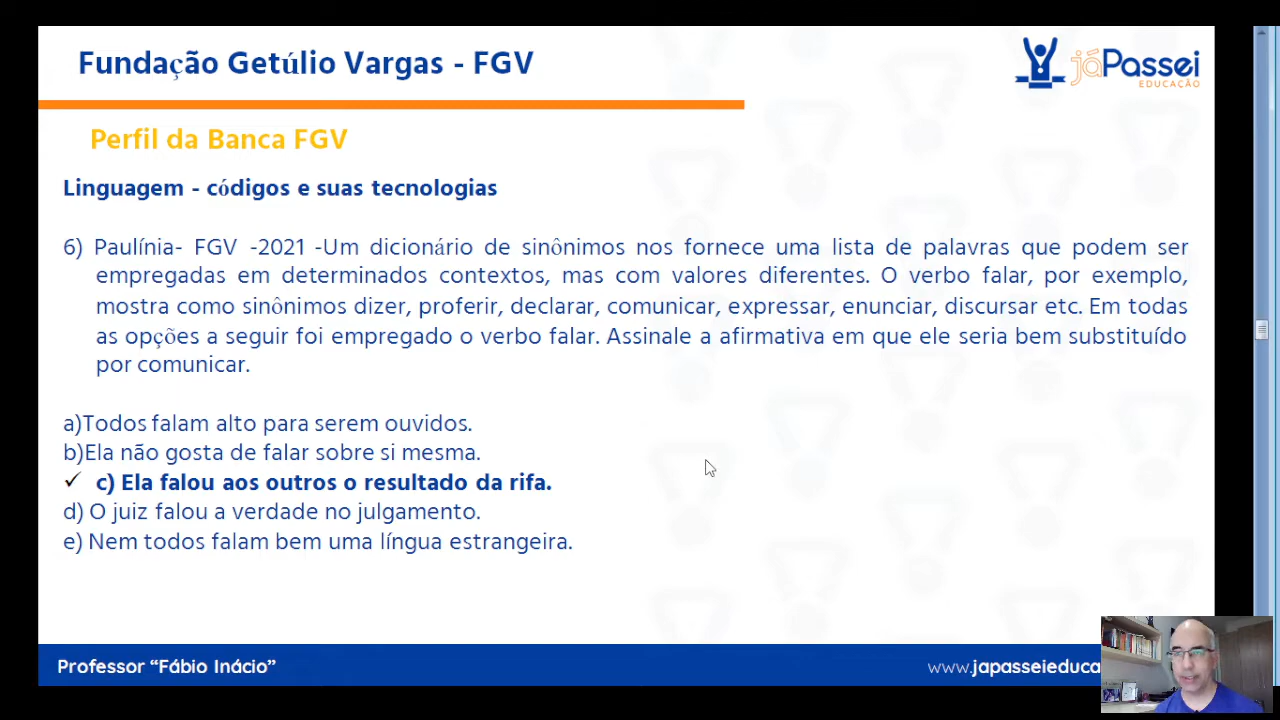 Fundação Getúlio Vargas - FGV
jáPassei
EDUCAÇÃO
Perfil da Banca FGV
Linguagem - códigos e suas tecnologias
6) Paulínia- FGV -2021 -Um dicionário de sinônimos nos fornece uma lista de palavras que podem ser
empregadas em determinados contextos, mas com valores diferentes. O verbo falar, por exemplo,
mostra como sinônimos dizer, proferir, declarar, comunicar, expressar, enunciar, discursar etc. Em todas
as opções a seguir foi empregado o verbo falar. Assinale a afirmativa em que ele seria bem substituído
por comunicar.
a)Todos falam alto para serem ouvidos.
b)Ela não gosta de falar sobre si mesma.
✓ c) Ela falou aos outros o resultado da rifa.
d) O juiz falou a verdade no julgamento.
e) Nem todos falam bem uma língua estrangeira.
Professor “Fábio Inácio”
www.japasseieduca